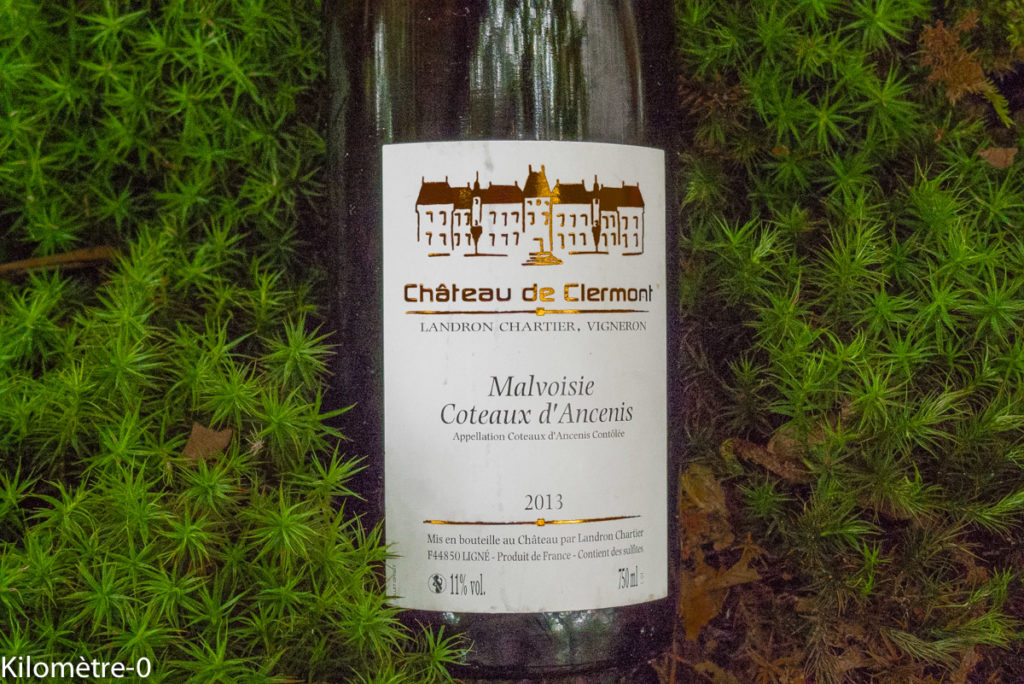 Château de Clermont
LANDRON CHARTIER, VIGNERON
Malvoisie
Coteaux d'Ancenis
Appellation Coteaux d'Ancenis Contôlée
2013
Mis en bouteille au Château par Landron Chartier
F44850 LIGNÉ - Produit de France - Contient des sulfites
11% vol. 750 ml
Kilomètre-0